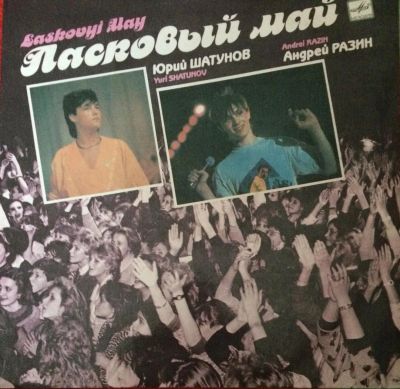 Laskovyi May
Ласковый май
Юрий ШАТУНОВ
Yuri SHATUNOV
Andrei RAZIN
Андрей РАЗИН